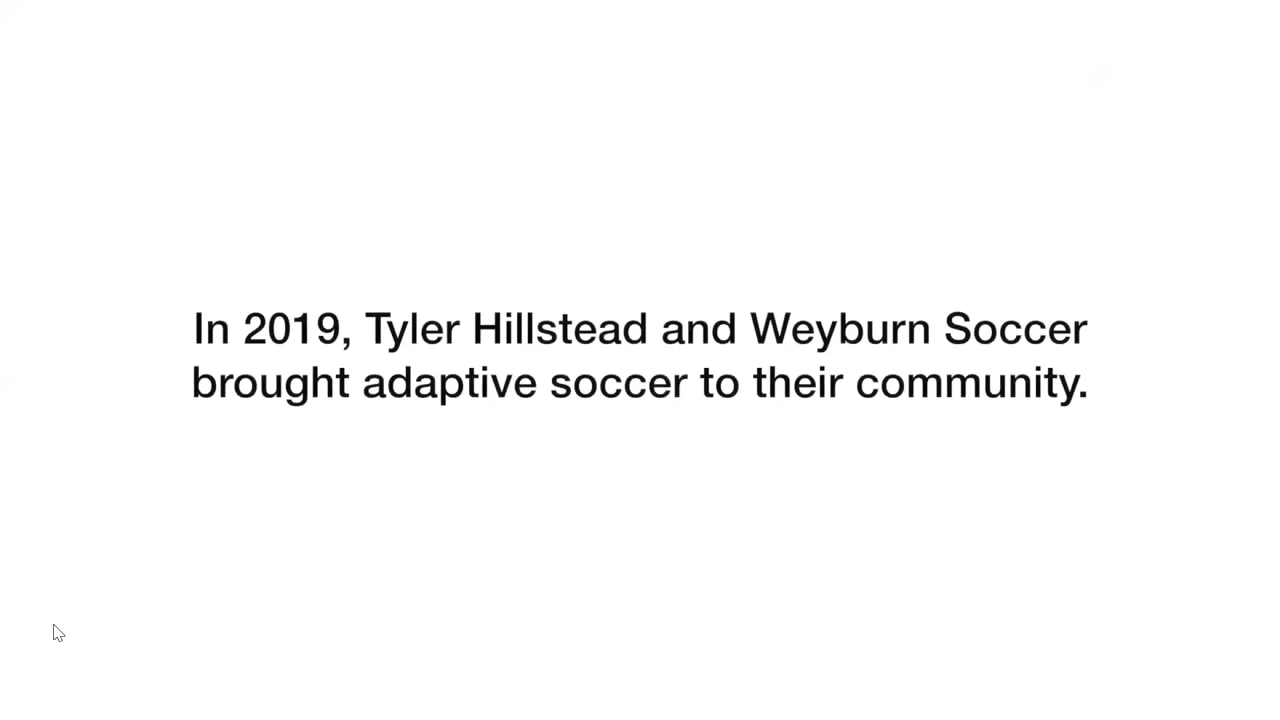 In 2019, Tyler Hillstead and Weyburn Soccer
brought adaptive soccer to their community.